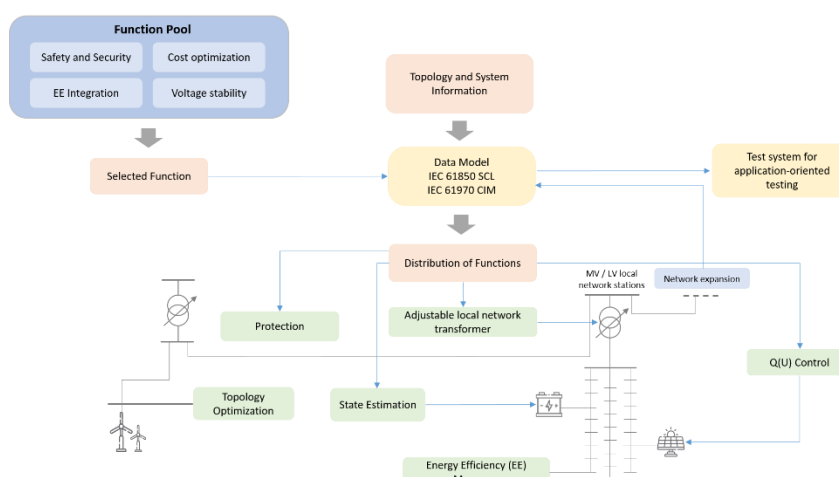 Function Pool
Safety and Security
Cost optimization
EE Integration
Voltage stability
Topology and System
Information
Selected Function
Data Model
IEC 61850 SCL
IEC 61970 CIM
Test system for
application-oriented
testing
Distribution of Functions
MV / LV local
network stations
Network expansion
Protection
Adjustable local network
transformer
Q(U) Control
Topology
Optimization
State Estimation
Energy Efficiency (EE)